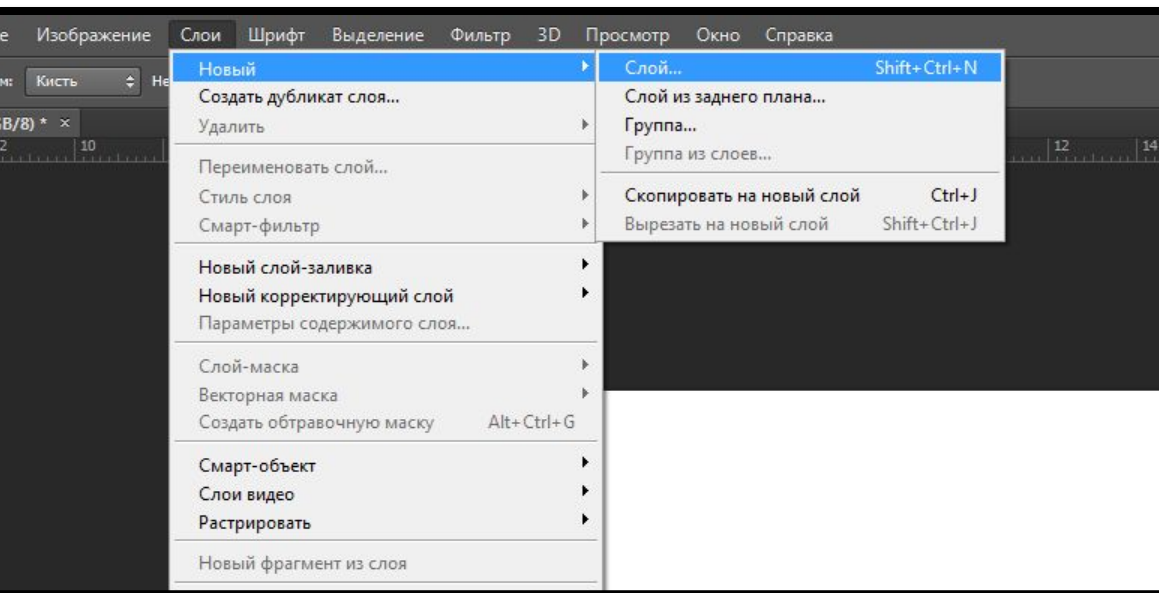 е Изображение Слои Шрифт Выделение Фильтр 3D Просмотр Окно Справка
м: Кисть Не
GB/8) * ×
2 10 12 14
Новый
Создать дубликат слоя...
Удалить
Переименовать слой...
Стиль слоя
Смарт-фильтр
Новый слой-заливка
Новый корректирующий слой
Параметры содержимого слоя...
Слой-маска
Векторная маска
Создать обтравочную маску Alt+Ctrl+G
Смарт-объект
Слои видео
Растрировать
Новый фрагмент из слоя
Слой... Shift+Ctrl+N
Слой из заднего плана...
Группа...
Группа из слоев...
Скопировать на новый слой Ctrl+J
Вырезать на новый слой Shift+Ctrl+J